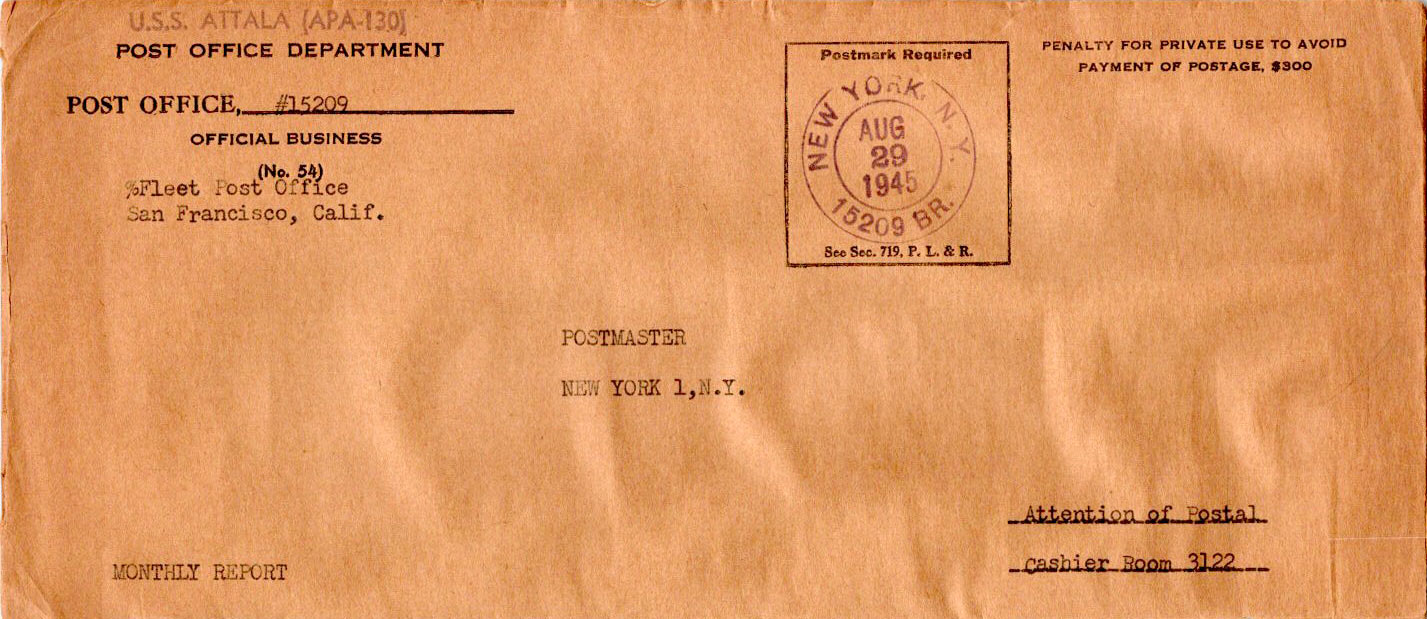 U.S.S. ATTALA (APA-130)
POST OFFICE DEPARTMENT
POST OFFICE, #15209
OFFICIAL BUSINESS
(No. 54)
%Fleet Post Office
San Francisco, Calif.
Postmark Required
NEW YORK, N.Y.
AUG
29
1945
15209 BR.
See Sec. 719, P. L. & R.
PENALTY FOR PRIVATE USE TO AVOID
PAYMENT OF POSTAGE, $300
POSTMASTER
NEW YORK 1,N.Y.
Attention of Postal
Cashier Room 3122
MONTHLY REPORT